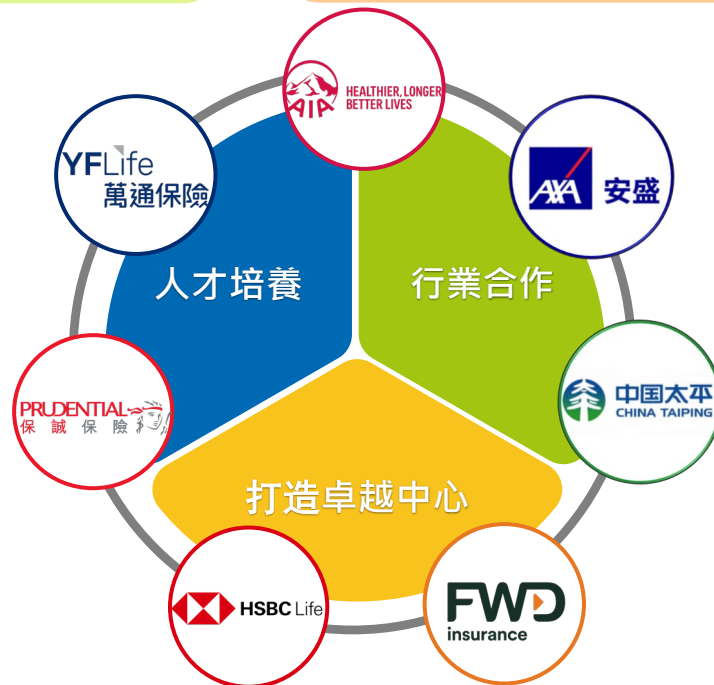 AIA
HEALTHIER, LONGER
BETTER LIVES
YFLife
萬通保險
AXA 安盛
人才培養
行業合作
PRUDENTIAL
保誠保險
中国太平
CHINA TAIPING
打造卓越中心
HSBC Life
FWD
insurance